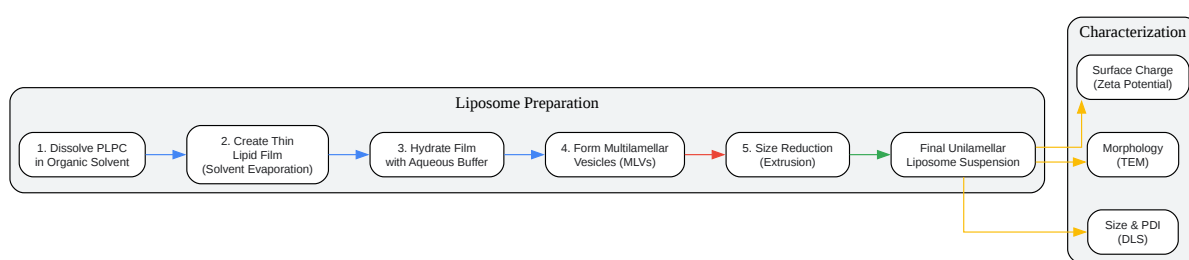 Liposome Preparation
1. Dissolve PLPC
in Organic Solvent
2. Create Thin
Lipid Film
(Solvent Evaporation)
3. Hydrate Film
with Aqueous Buffer
4. Form Multilamellar
Vesicles (MLVs)
5. Size Reduction
(Extrusion)
Final Unilamellar
Liposome Suspension
Characterization
Surface Charge
(Zeta Potential)
Morphology
(TEM)
Size & PDI
(DLS)